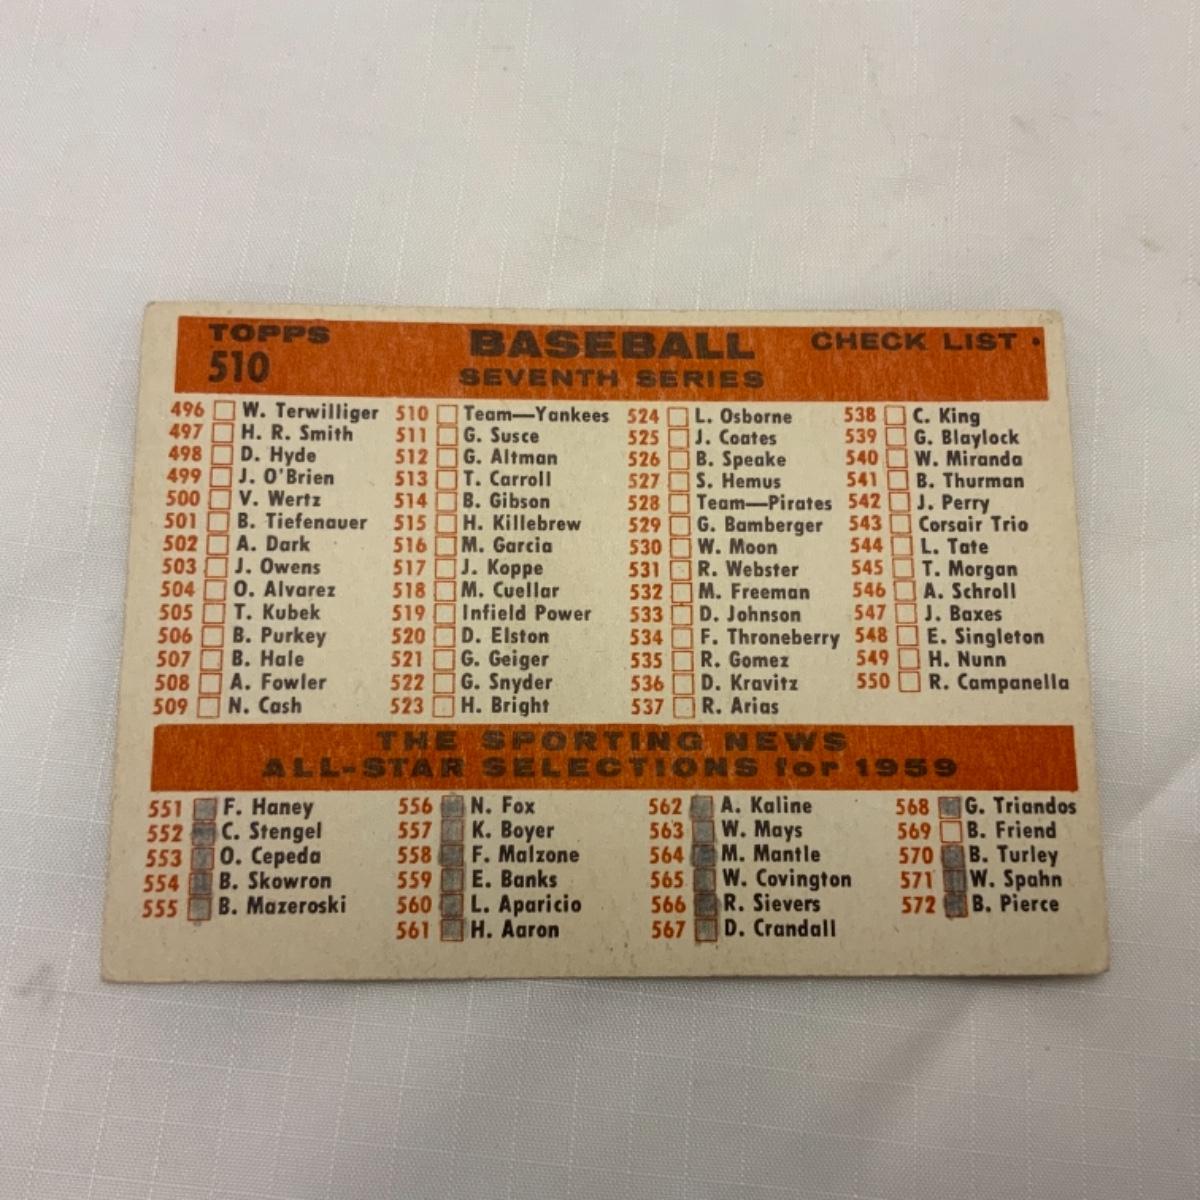 TOPPS BASEBALL CHECK LIST •
510 SEVENTH SERIES
496 W. Terwilliger
497 H. R. Smith
498 D. Hyde
499 J. O'Brien
500 V. Wertz
501 B. Tiefenauer
502 A. Dark
503 J. Owens
504 O. Alvarez
505 T. Kubek
506 B. Purkey
507 B. Hale
508 A. Fowler
509 N. Cash
510 Team—Yankees
511 G. Susce
512 G. Altman
513 T. Carroll
514 B. Gibson
515 H. Killebrew
516 M. Garcia
517 J. Koppe
518 M. Cuellar
519 Infield Power
520 D. Elston
521 G. Geiger
522 G. Snyder
523 H. Bright
524 L. Osborne
525 J. Coates
526 B. Speake
527 S. Hemus
528 Team—Pirates
529 G. Bamberger
530 W. Moon
531 R. Webster
532 M. Freeman
533 D. Johnson
534 F. Throneberry
535 R. Gomez
536 D. Kravitz
537 R. Arias
538 C. King
539 G. Blaylock
540 W. Miranda
541 B. Thurman
542 J. Perry
543 Corsair Trio
544 L. Tate
545 T. Morgan
546 A. Schroll
547 J. Baxes
548 E. Singleton
549 H. Nunn
550 R. Campanella
THE SPORTING NEWS
ALL-STAR SELECTIONS for 1959
551 F. Haney
552 C. Stengel
553 O. Cepeda
554 B. Skowron
555 B. Mazeroski
556 N. Fox
557 K. Boyer
558 F. Malzone
559 E. Banks
560 L. Aparicio
561 H. Aaron
562 A. Kaline
563 W. Mays
564 M. Mantle
565 W. Covington
566 R. Sievers
567 D. Crandall
568 G. Triandos
569 B. Friend
570 B. Turley
571 W. Spahn
572 B. Pierce